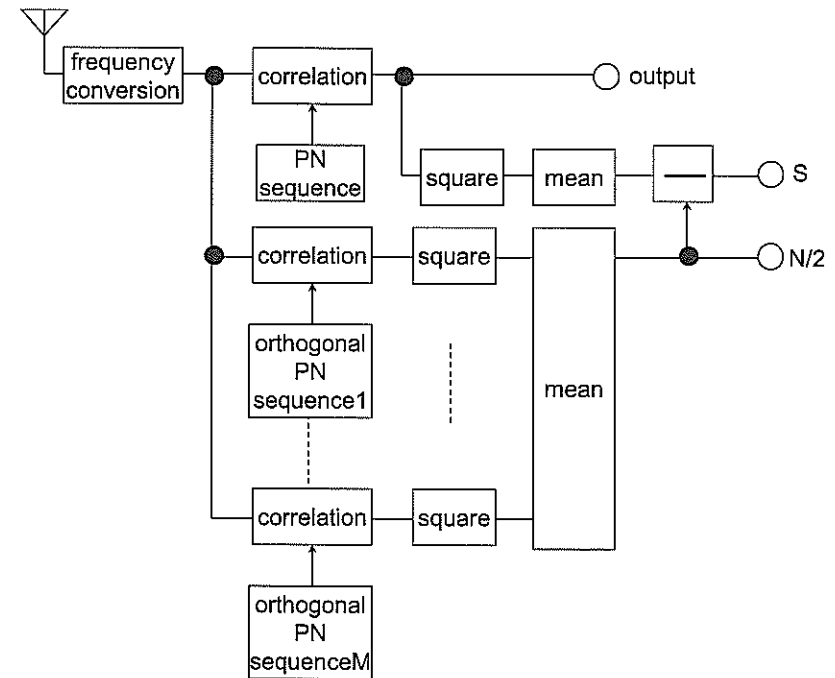 frequency
conversion
correlation
output
PN
sequence
square
mean
S
correlation
square
N/2
orthogonal
PN
sequence1
mean
correlation
square
orthogonal
PN
sequenceM